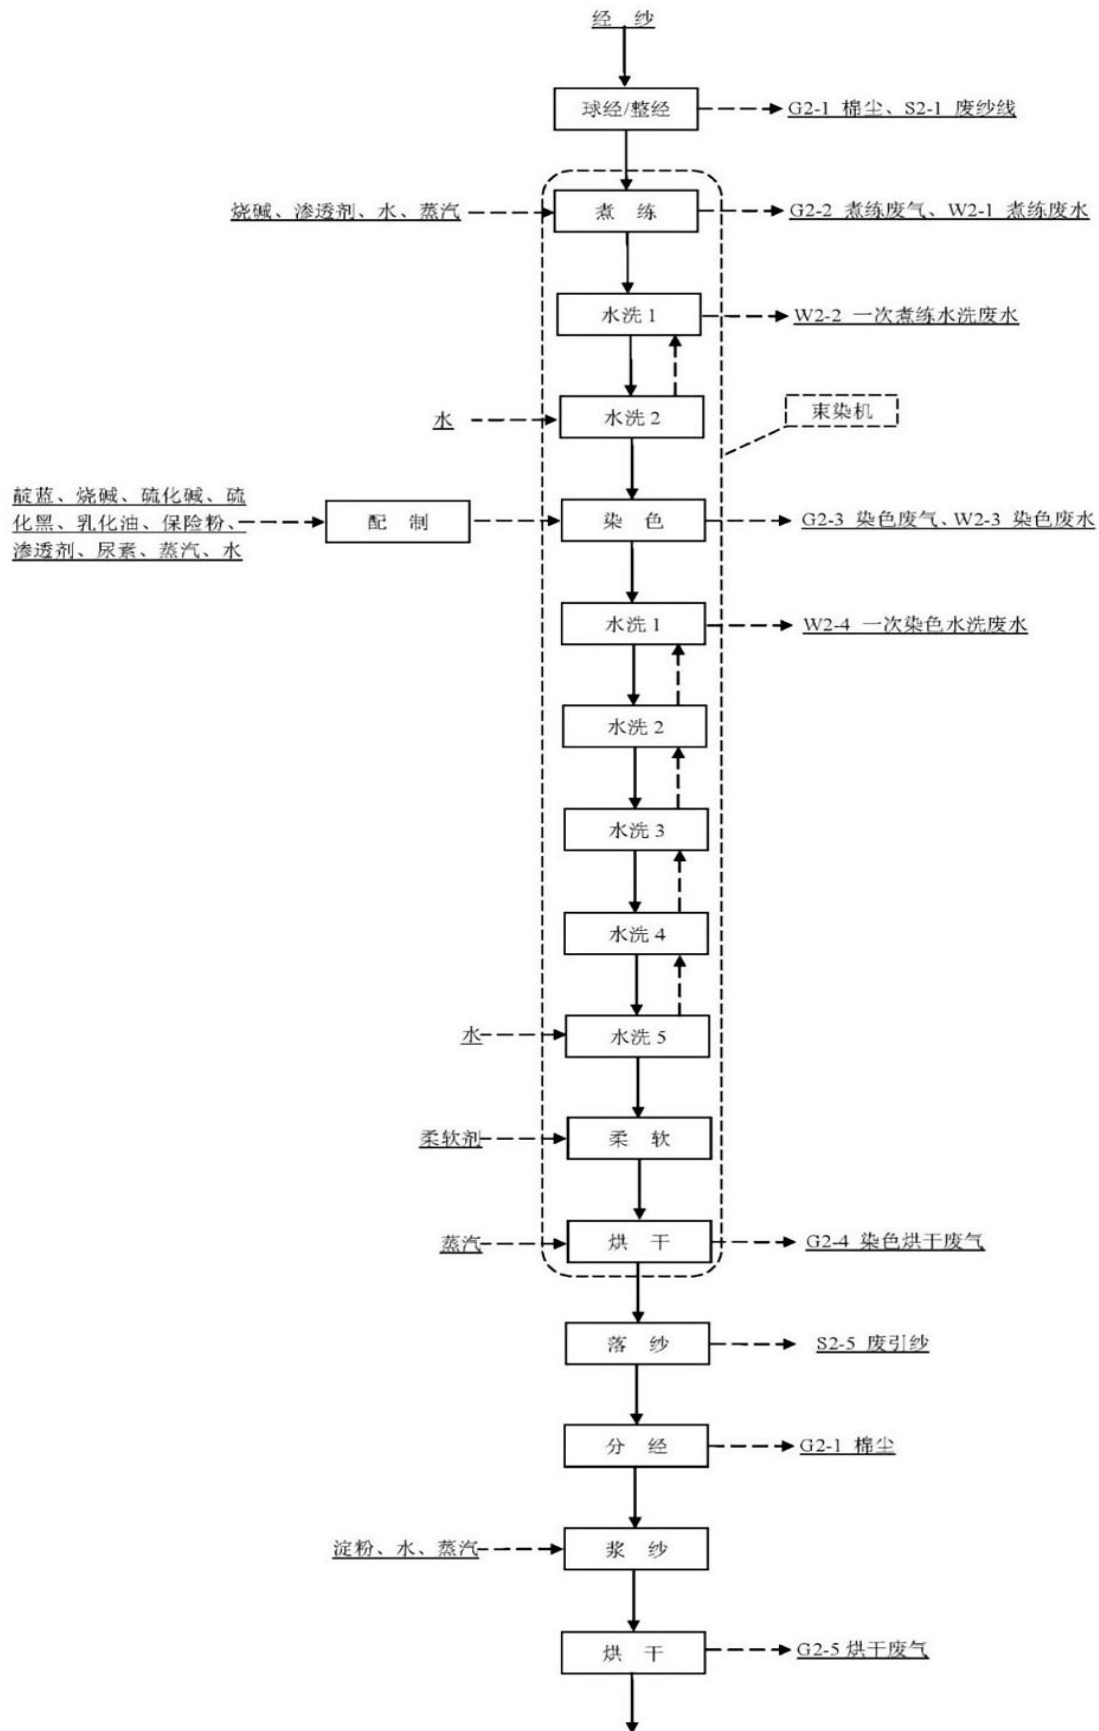 经 纱
球经/整经
G2-1 棉尘、S2-1 废纱线
烧碱、渗透剂、水、蒸汽
煮 练
G2-2 煮练废气、W2-1 煮练废水
水洗 1
W2-2 一次煮练水洗废水
水
水洗 2
束染机
靛蓝、烧碱、硫化碱、硫
化黑、乳化油、保险粉、
渗透剂、尿素、蒸汽、水
配 制
染 色
G2-3 染色废气、W2-3 染色废水
水洗 1
W2-4 一次染色水洗废水
水洗 2
水洗 3
水洗 4
水
水洗 5
柔软剂
柔 软
蒸汽
烘 干
G2-4 染色烘干废气
落 纱
S2-5 废引纱
分 经
G2-1 棉尘
淀粉、水、蒸汽
浆 纱
烘 干
G2-5 烘干废气